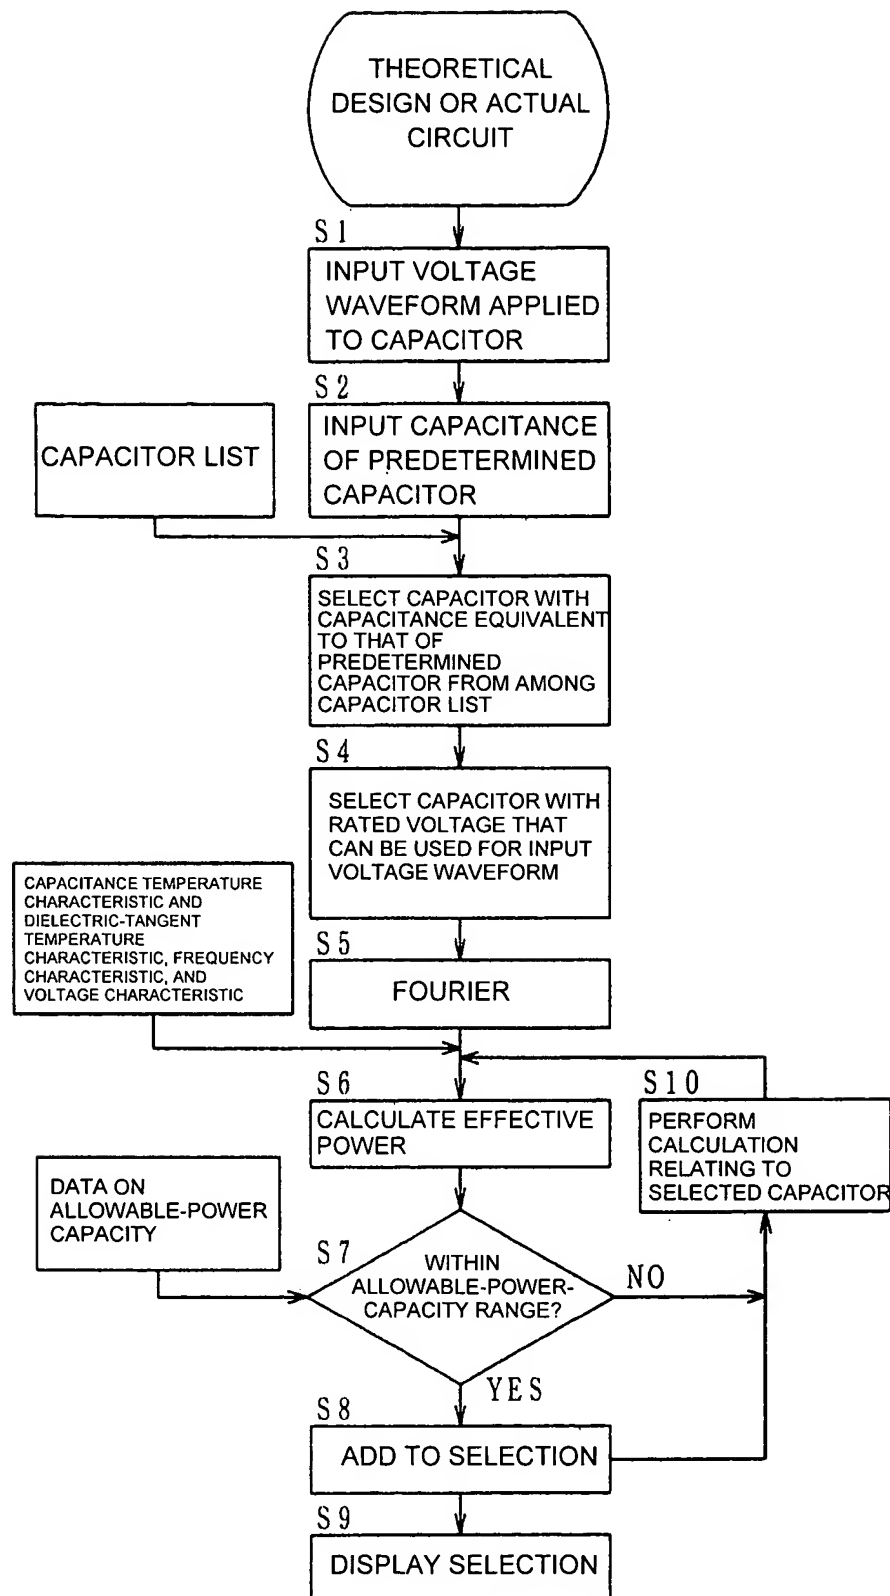 THEORETICAL
DESIGN OR ACTUAL
CIRCUIT
S1
INPUT VOLTAGE
WAVEFORM APPLIED
TO CAPACITOR
S2
INPUT CAPACITANCE
OF PREDETERMINED
CAPACITOR
CAPACITOR LIST
S3
SELECT CAPACITOR WITH
CAPACITANCE EQUIVALENT
TO THAT OF
PREDETERMINED
CAPACITOR FROM AMONG
CAPACITOR LIST
S4
SELECT CAPACITOR WITH
RATED VOLTAGE THAT
CAN BE USED FOR INPUT
VOLTAGE WAVEFORM
CAPACITANCE TEMPERATURE
CHARACTERISTIC AND
DIELECTRIC-TANGENT
TEMPERATURE
CHARACTERISTIC, FREQUENCY
CHARACTERISTIC, AND
VOLTAGE CHARACTERISTIC
S5
FOURIER
S6
CALCULATE EFFECTIVE
POWER
S10
PERFORM
CALCULATION
RELATING TO
SELECTED CAPACITOR
DATA ON
ALLOWABLE-POWER
CAPACITY
S7
WITHIN
ALLOWABLE-POWER-
CAPACITY RANGE?
NO
YES
S8
ADD TO SELECTION
S9
DISPLAY SELECTION